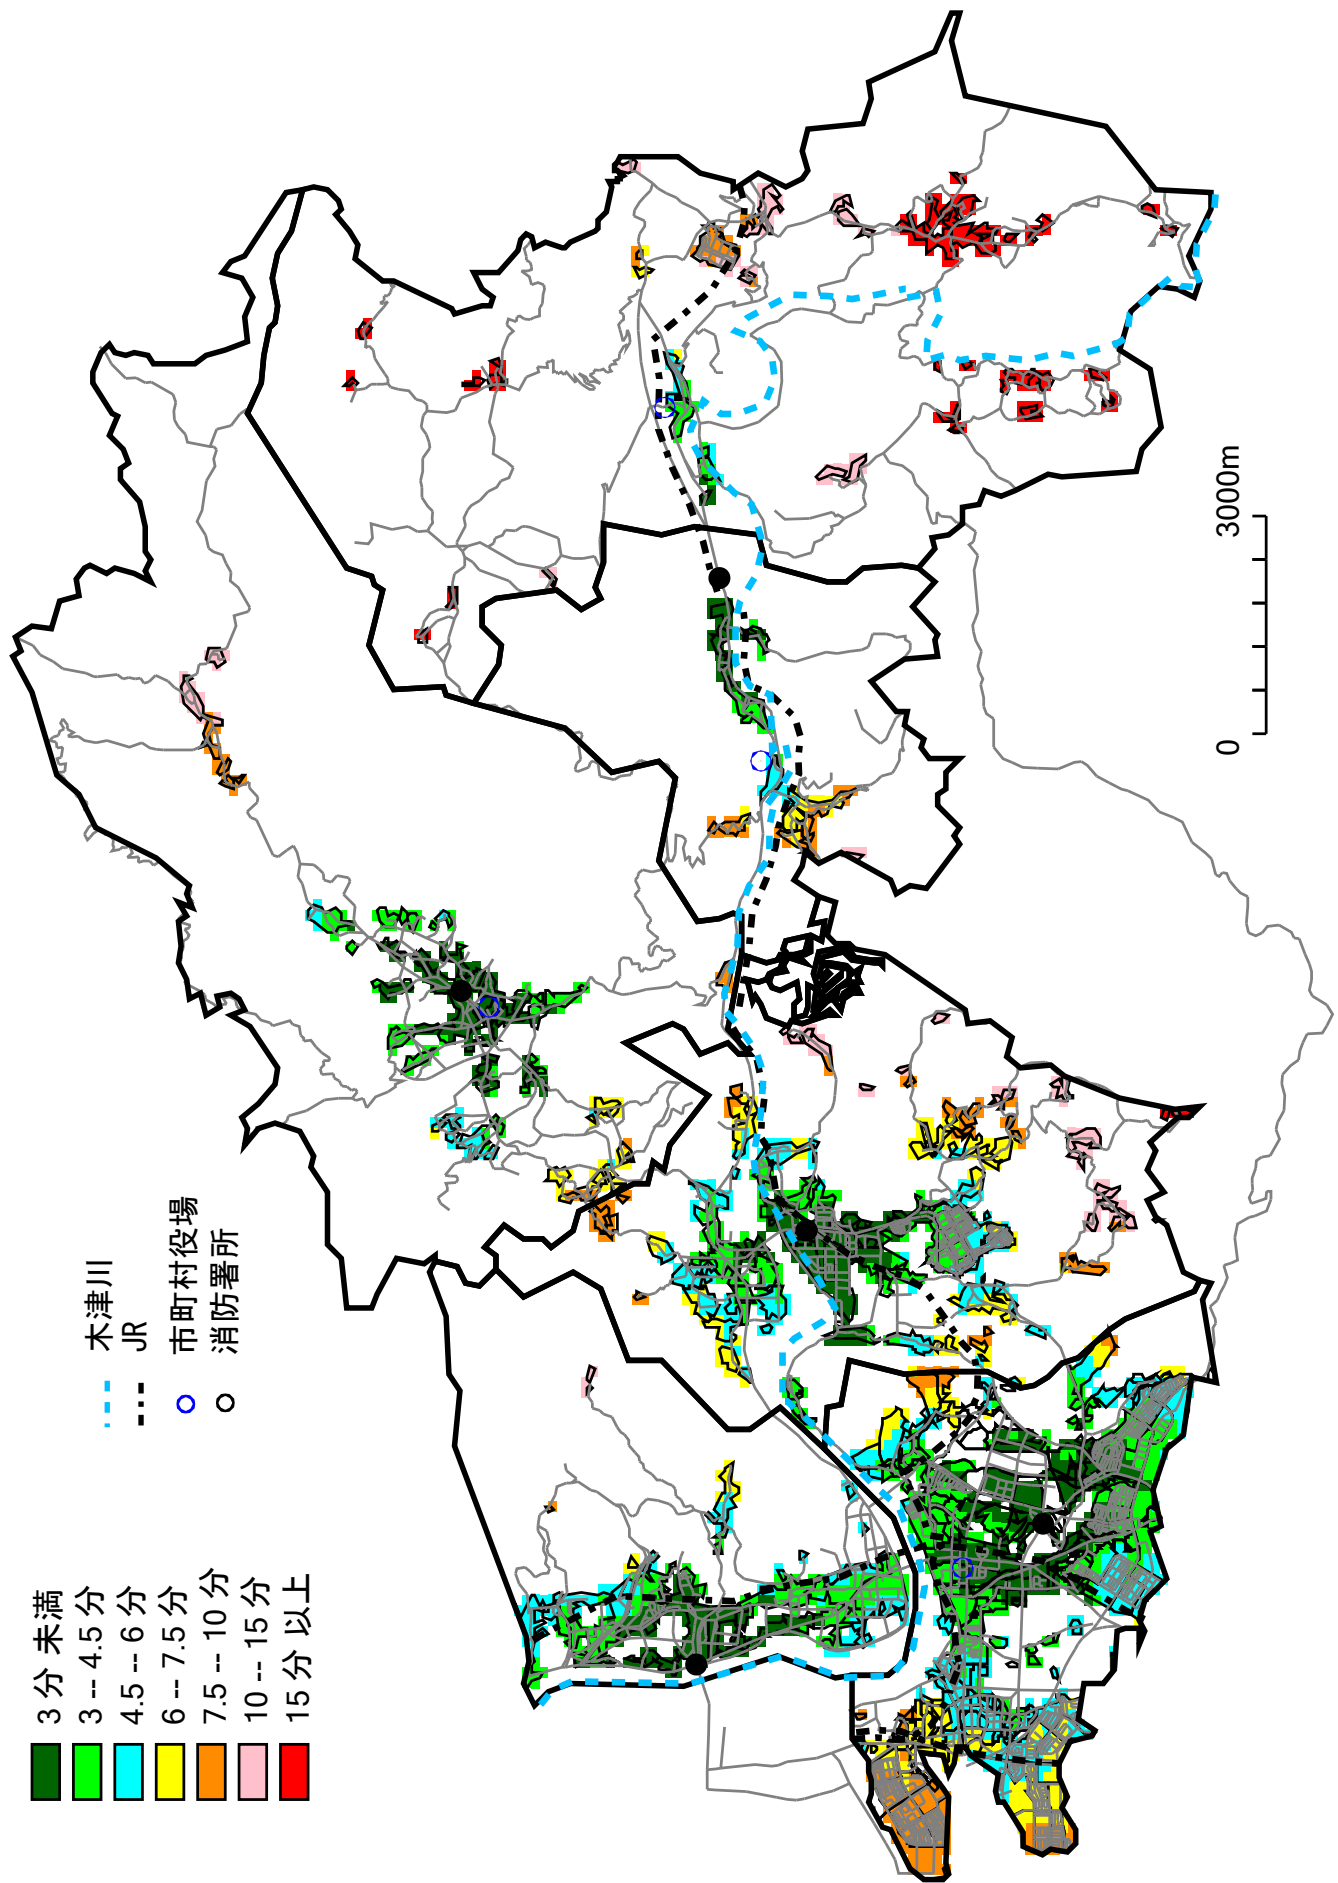 3 分 未満
3 -- 4.5 分
4.5 -- 6 分
6 -- 7.5 分
7.5 -- 10 分
10 -- 15 分
15 分 以上
木津川
JR
市町村役場
消防署所
0 3000m